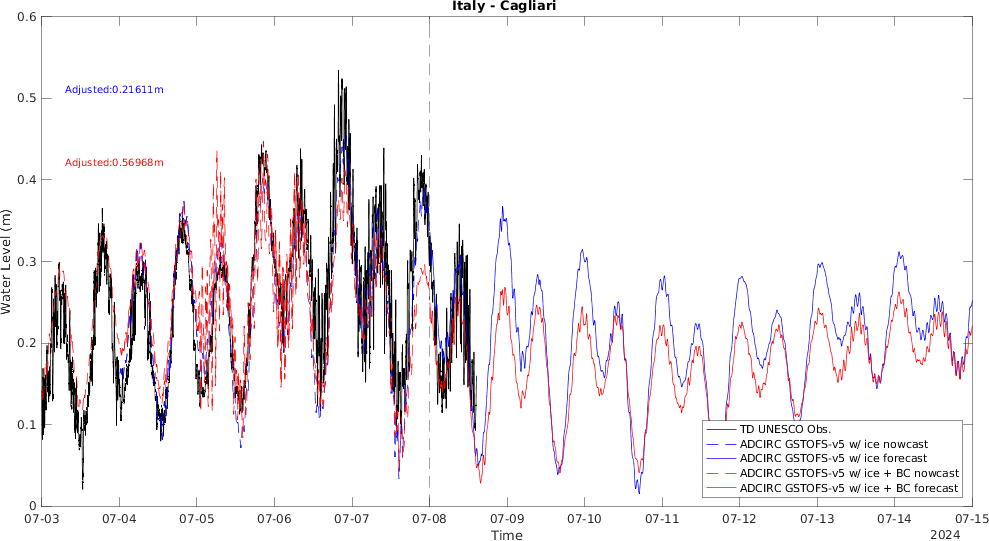 Italy - Cagliari
0.6
0.5
0.4
0.3
0.2
0.1
0
Water Level (m)
Adjusted:0.21611m
Adjusted:0.56968m
TD UNESCO Obs.
ADCIRC GSTOFS-v5 w/ ice nowcast
ADCIRC GSTOFS-v5 w/ ice forecast
ADCIRC GSTOFS-v5 w/ ice + BC nowcast
ADCIRC GSTOFS-v5 w/ ice + BC forecast
07-03 07-04 07-05 07-06 07-07 07-08 07-09 07-10 07-11 07-12 07-13 07-14 07-15
Time
2024